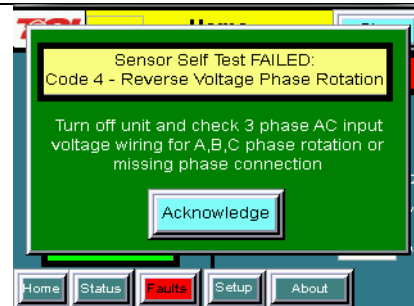 Sensor Self Test FAILED:
Code 4 - Reverse Voltage Phase Rotation
Turn off unit and check 3 phase AC input
voltage wiring for A,B,C phase rotation or
missing phase connection
Acknowledge
Home Status Faults Setup About